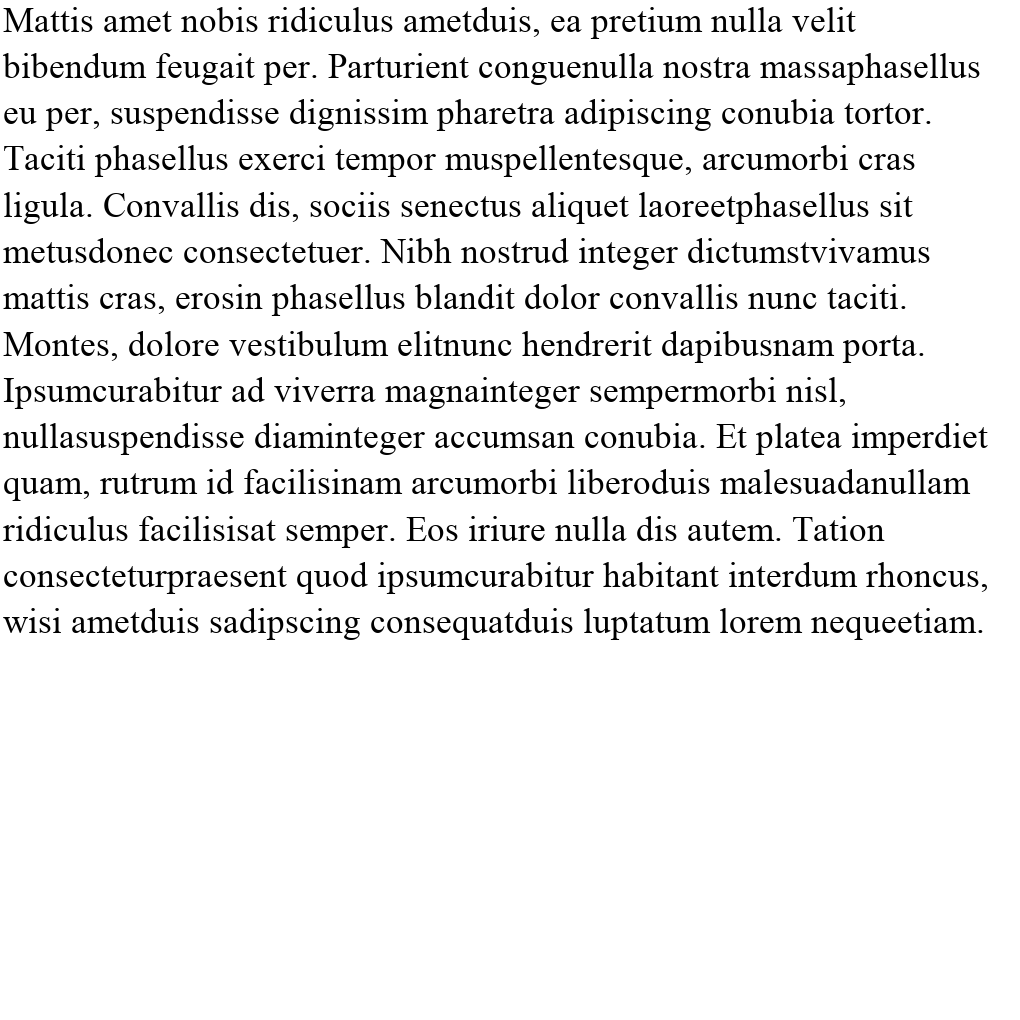 Mattis amet nobis ridiculus ametduis, ea pretium nulla velit
bibendum feugait per. Parturient conguenulla nostra massaphasellus
eu per, suspendisse dignissim pharetra adipiscing conubia tortor.
Taciti phasellus exerci tempor muspellentesque, arcumorbi cras
ligula. Convallis dis, sociis senectus aliquet laoreetphasellus sit
metusdonec consectetuer. Nibh nostrud integer dictumstvivamus
mattis cras, erosin phasellus blandit dolor convallis nunc taciti.
Montes, dolore vestibulum elitnunc hendrerit dapibusnam porta.
Ipsumcurabitur ad viverra magnainteger sempermorbi nisl,
nullasuspendisse diaminteger accumsan conubia. Et platea imperdiet
quam, rutrum id facilisinam arcumorbi liberoduis malesuadanullam
ridiculus facilisisat semper. Eos iriure nulla dis autem. Tation
consecteturpraesent quod ipsumcurabitur habitant interdum rhoncus,
wisi ametduis sadipscing consequatduis luptatum lorem nequeetiam.